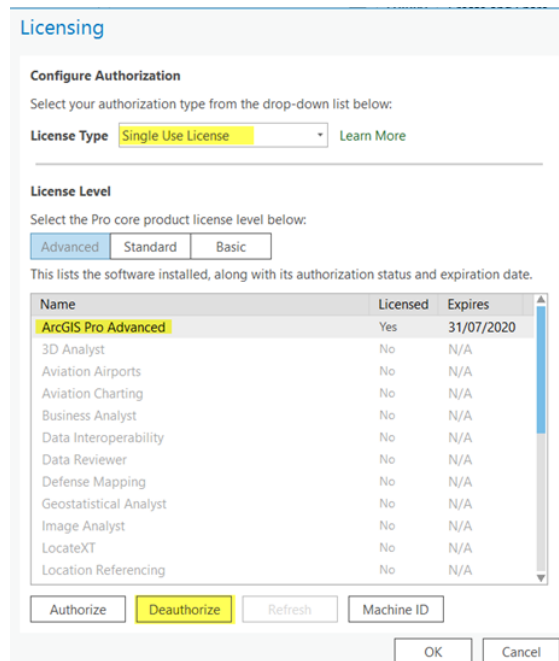 Licensing
Configure Authorization
Select your authorization type from the drop-down list below:
License Type Single Use License Learn More
License Level
Select the Pro core product license level below:
Advanced Standard Basic
This lists the software installed, along with its authorization status and expiration date.
Name Licensed Expires
ArcGIS Pro Advanced Yes 31/07/2020
3D Analyst No N/A
Aviation Airports No N/A
Aviation Charting No N/A
Business Analyst No N/A
Data Interoperability No N/A
Data Reviewer No N/A
Defense Mapping No N/A
Geostatistical Analyst No N/A
Image Analyst No N/A
LocateXT No N/A
Location Referencing No N/A
Authorize Deauthorize Refresh Machine ID
OK Cancel